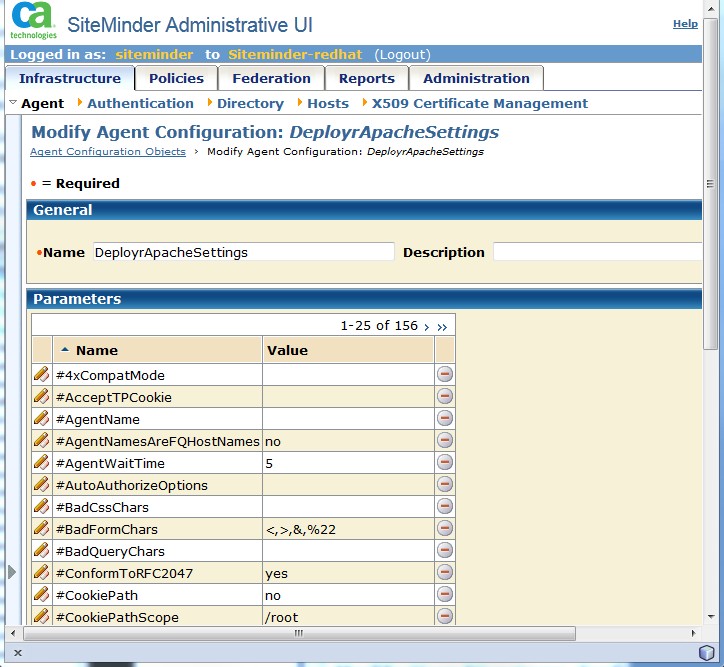 ca
technologies
SiteMinder Administrative UI
Help
Logged in as: siteminder to SiteMinder-redhat (Logout)
Infrastructure Policies Federation Reports Administration
Agent Authentication Directory Hosts X509 Certificate Management
Modify Agent Configuration: DeployrApacheSettings
Agent Configuration Objects › Modify Agent Configuration: DeployrApacheSettings
• = Required
General
•Name DeployrApacheSettings Description
Parameters
1-25 of 156 › ››
Name Value
#4xCompatMode
#AcceptTPCookie
#AgentName
#AgentNamesAreFQHostNames no
#AgentWaitTime 5
#AutoAuthorizeOptions
#BadCssChars
#BadFormChars <,>,&,%22
#BadQueryChars
#ConformToRFC2047 yes
#CookiePath no
#CookiePathScope /root